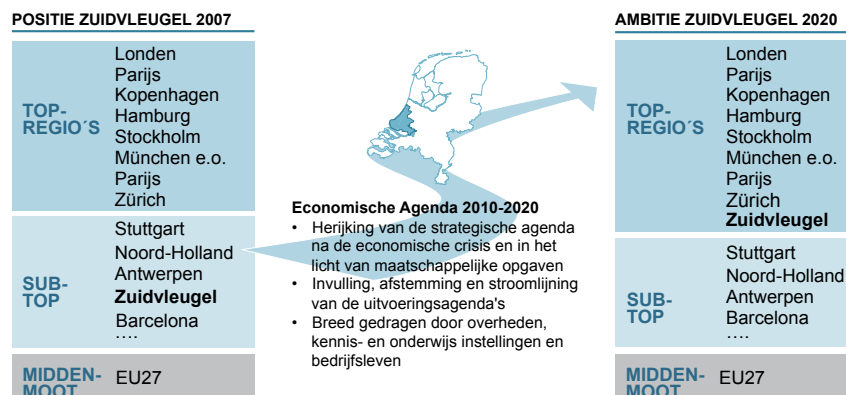 POSITIE ZUIDVLEUGEL 2007
TOP-
REGIO´S
Londen
Parijs
Kopenhagen
Hamburg
Stockholm
München e.o.
Parijs
Zürich
SUB-
TOP
Stuttgart
Noord-Holland
Antwerpen
Zuidvleugel
Barcelona
....
MIDDEN-
MOOT
EU27
Economische Agenda 2010-2020
• Herijking van de strategische agenda
na de economische crisis en in het
licht van maatschappelijke opgaven
• Invulling, afstemming en stroomlijning
van de uitvoeringsagenda's
• Breed gedragen door overheden,
kennis- en onderwijs instellingen en
bedrijfsleven
AMBITIE ZUIDVLEUGEL 2020
TOP-
REGIO´S
Londen
Parijs
Kopenhagen
Hamburg
Stockholm
München e.o.
Parijs
Zürich
Zuidvleugel
SUB-
TOP
Stuttgart
Noord-Holland
Antwerpen
Barcelona
....
MIDDEN-
MOOT
EU27